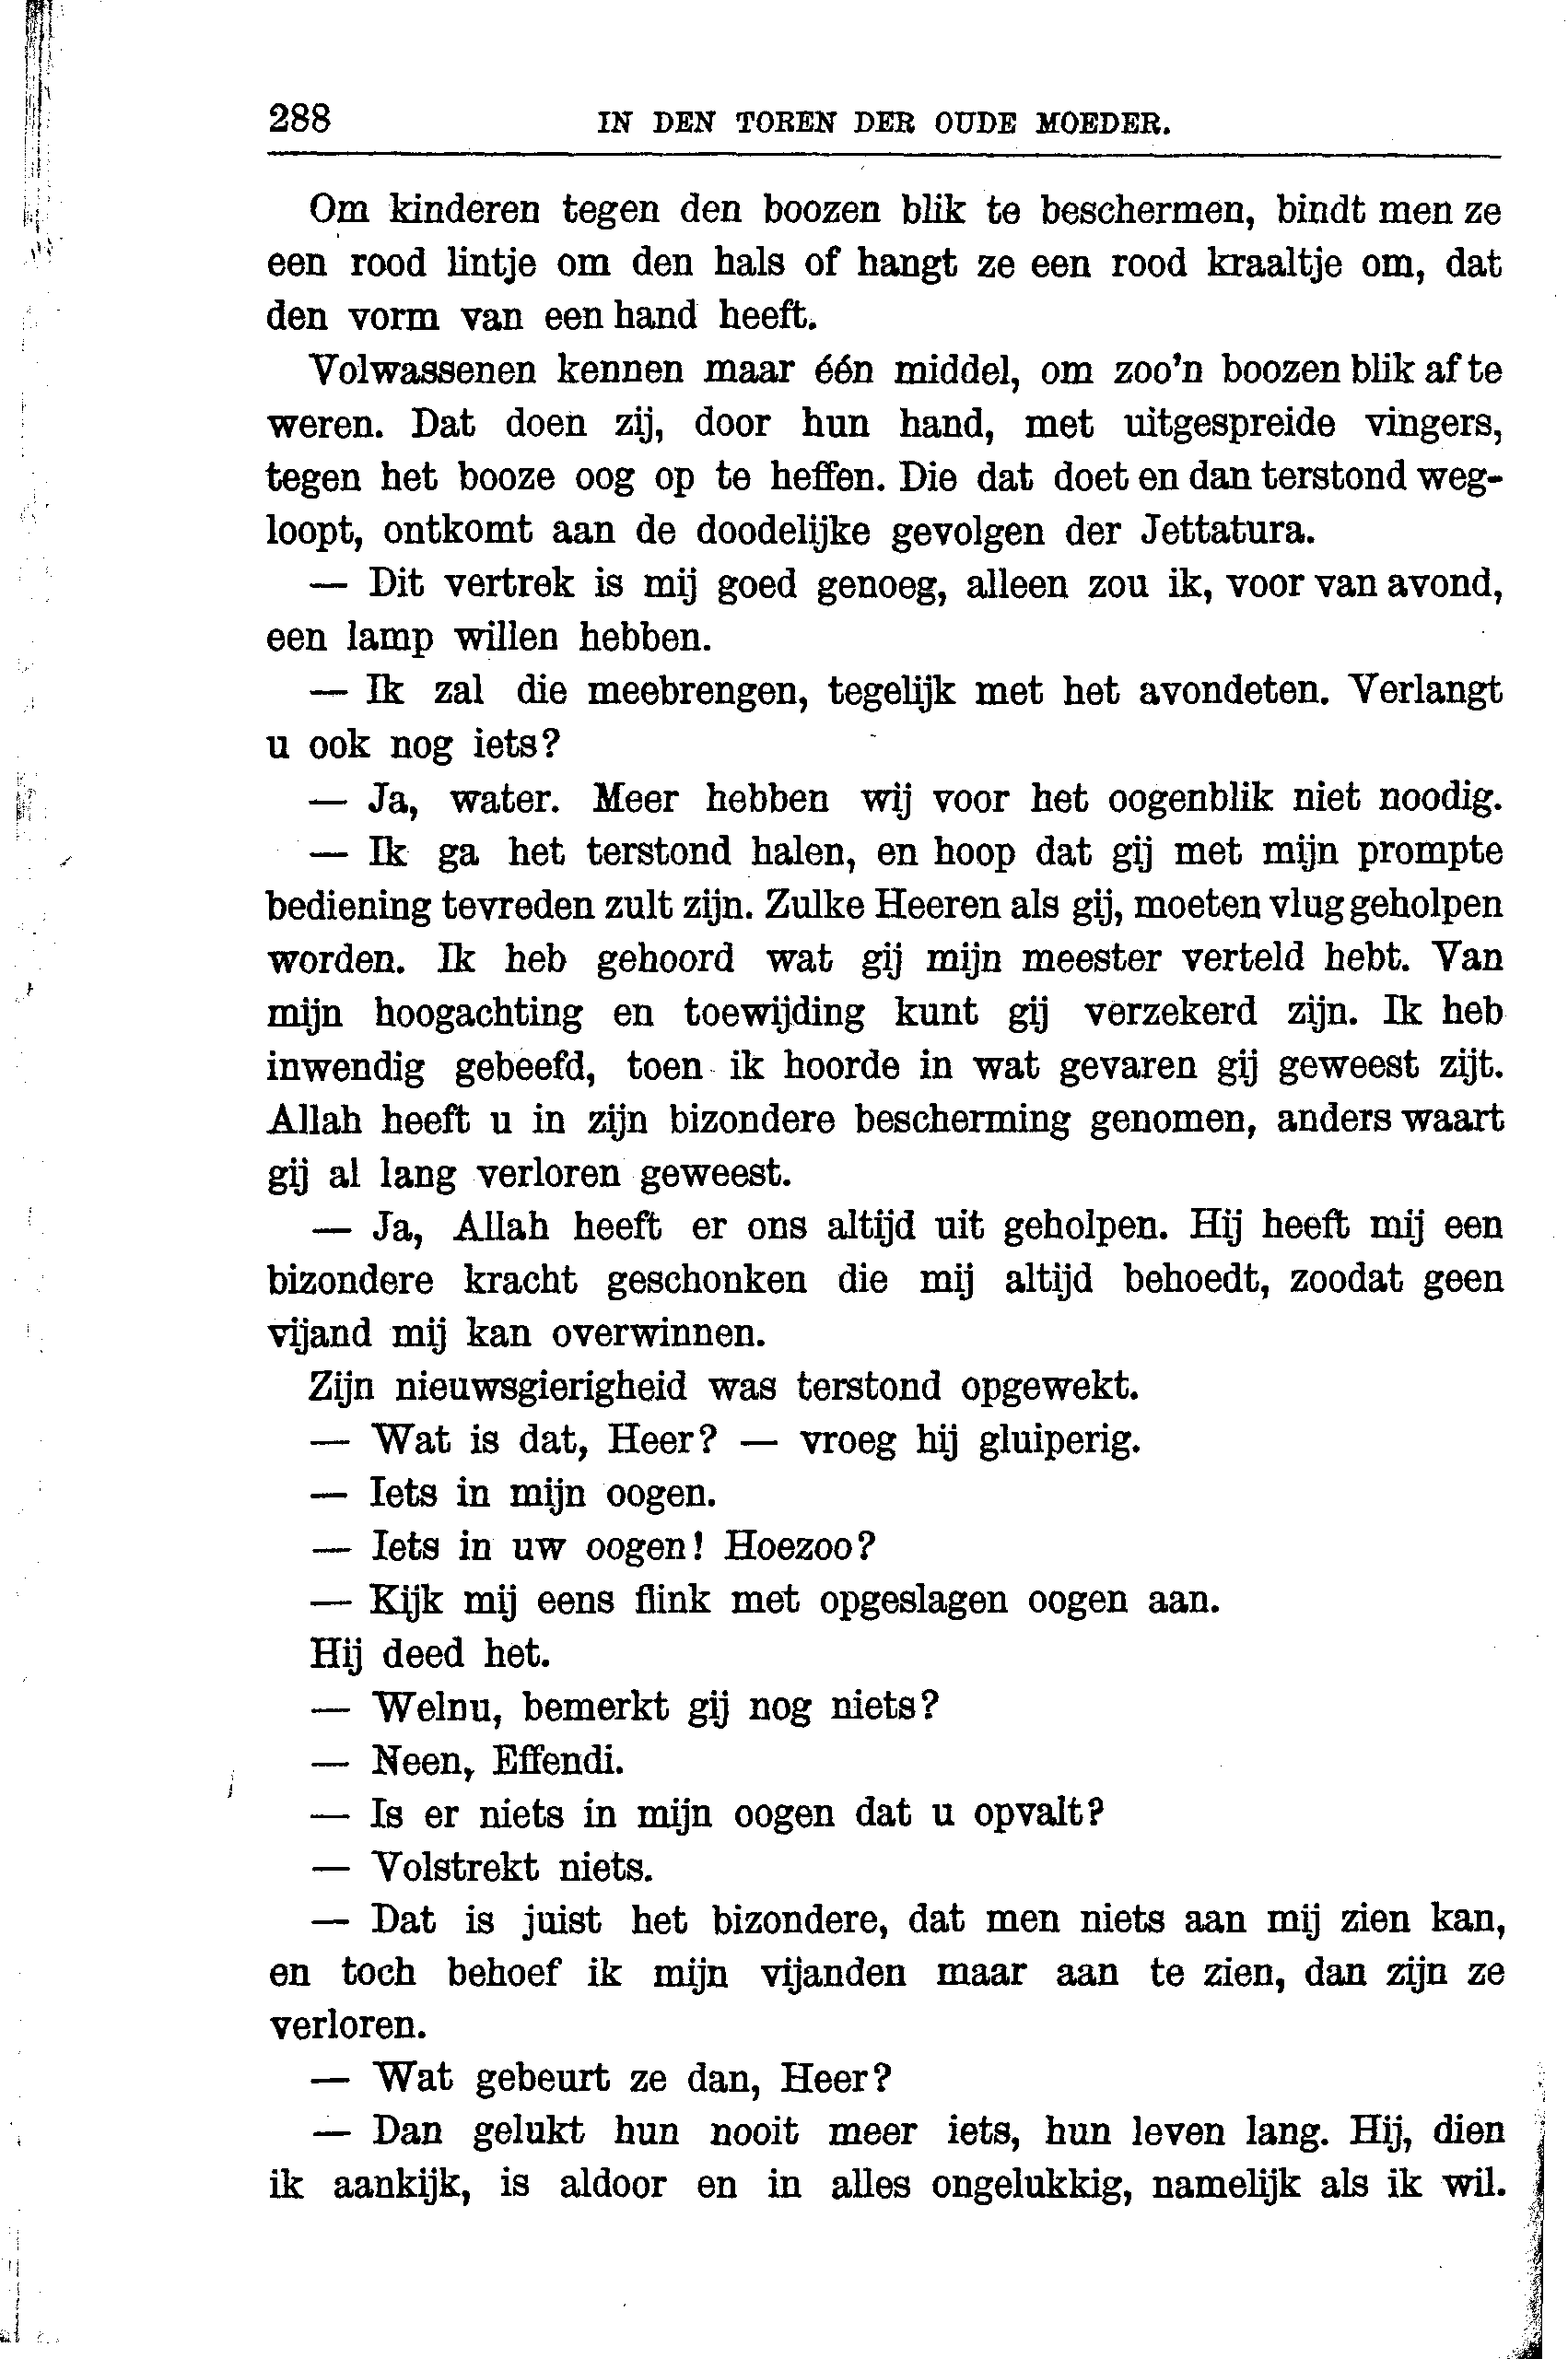 288 IN DEN TOREN DER OUDE MOEDER.
Om kinderen tegen den boozen blik te beschermen, bindt men ze
een rood lintje om den hals of hangt ze een rood kraaltje om, dat
den vorm van een hand heeft.
Volwassenen kennen maar één middel, om zoo'n boozen blik af te
weren. Dat doen zij, door hun hand, met uitgespreide vingers,
tegen het booze oog op te heffen. Die dat doet en dan terstond weg-
loopt, ontkomt aan de doodelijke gevolgen der Jettatura.
— Dit vertrek is mij goed genoeg, alleen zou ik, voor van avond,
een lamp willen hebben.
— Ik zal die meebrengen, tegelijk met het avondeten. Verlangt
u ook nog iets?
— Ja, water. Meer hebben wij voor het oogenblik niet noodig.
— Ik ga het terstond halen, en hoop dat gij met mijn prompte
bediening tevreden zult zijn. Zulke Heeren als gij, moeten vlug geholpen
worden. Ik heb gehoord wat gij mijn meester verteld hebt. Van
mijn hoogachting en toewijding kunt gij verzekerd zijn. Ik heb
inwendig gebeefd, toen ik hoorde in wat gevaren gij geweest zijt.
Allah heeft u in zijn bizondere bescherming genomen, anders waart
gij al lang verloren geweest.
— Ja, Allah heeft er ons altijd uit geholpen. Hij heeft mij een
bizondere kracht geschonken die mij altijd behoedt, zoodat geen
vijand mij kan overwinnen.
Zijn nieuwsgierigheid was terstond opgewekt.
— Wat is dat, Heer? — vroeg hij gluiperig.
— Iets in mijn oogen.
— Iets in uw oogen! Hoezoo?
— Kijk mij eens flink met opgeslagen oogen aan.
Hij deed het.
— Welnu, bemerkt gij nog niets?
— Neen, Effendi.
— Is er niets in mijn oogen dat u opvalt?
— Volstrekt niets.
— Dat is juist het bizondere, dat men niets aan mij zien kan,
en toch behoef ik mijn vijanden maar aan te zien, dan zijn ze
verloren.
— Wat gebeurt ze dan, Heer?
— Dan gelukt hun nooit meer iets, hun leven lang. Hij, dien
ik aankijk, is aldoor en in alles ongelukkig, namelijk als ik wil.